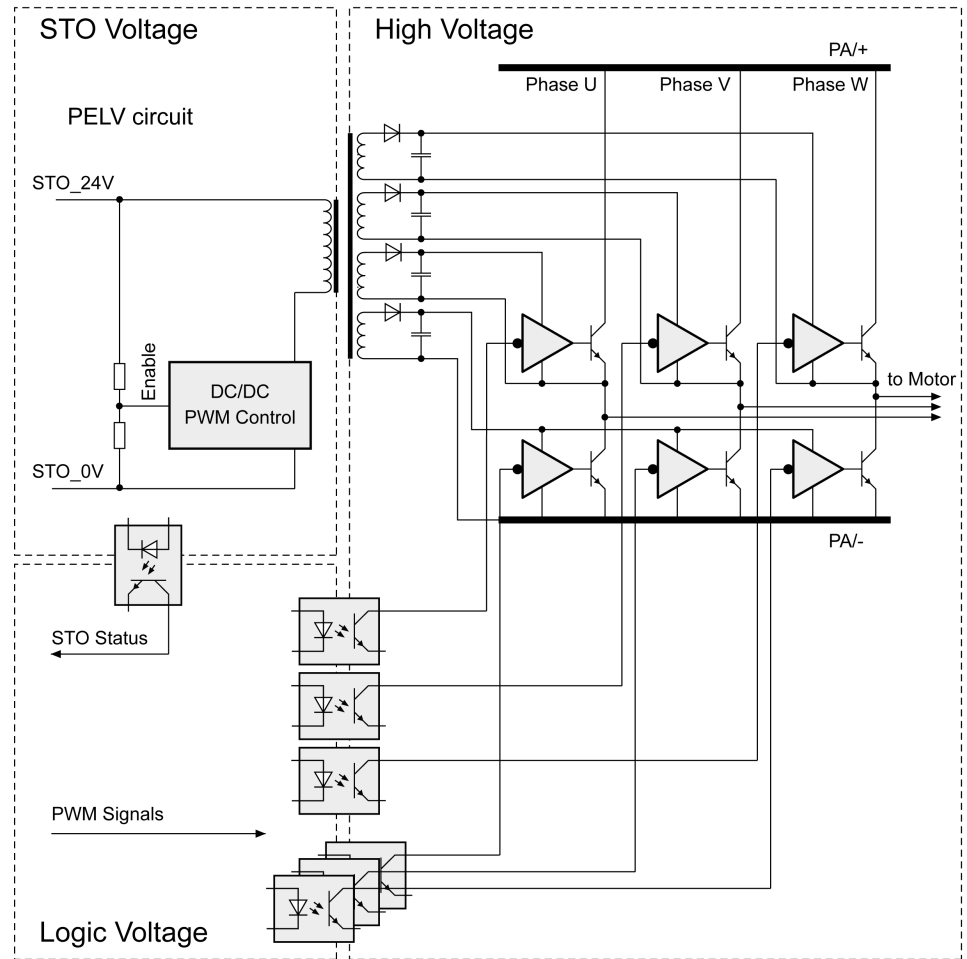 STO Voltage
High Voltage
PA/+
Phase U
Phase V
Phase W
PELV circuit
STO_24V
Enable
DC/DC
PWM Control
to Motor
STO_0V
PA/-
STO Status
PWM Signals
Logic Voltage